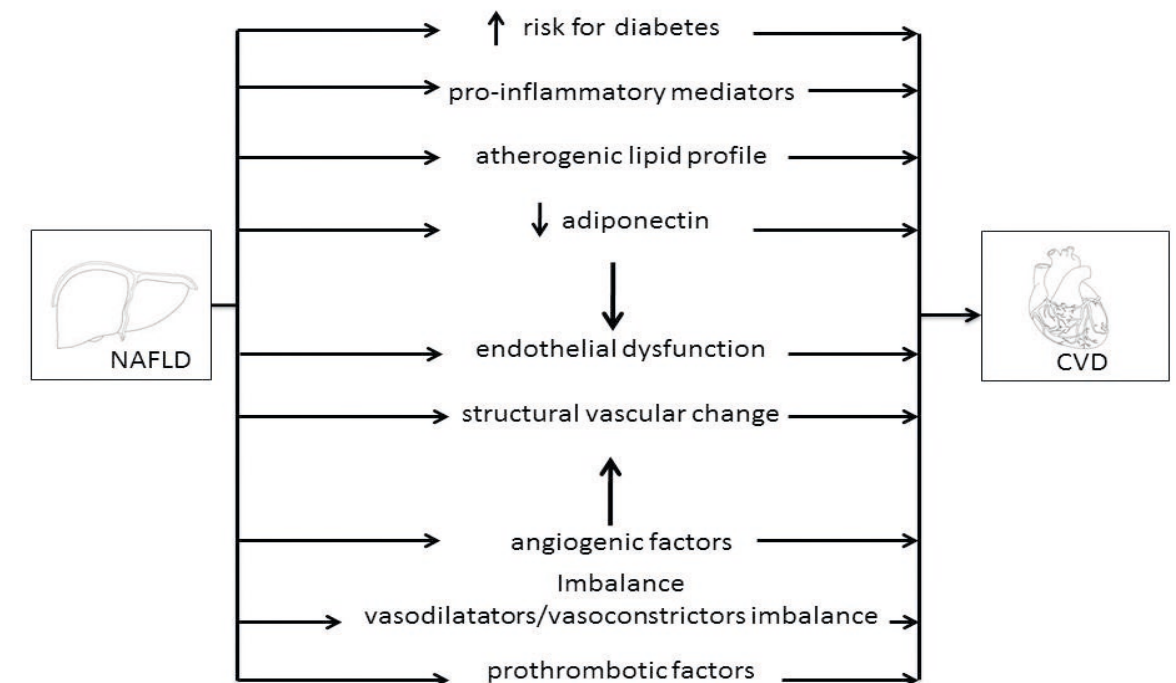 ↑ risk for diabetes
pro-inflammatory mediators
atherogenic lipid profile
↓ adiponectin
endothelial dysfunction
NAFLD
CVD
structural vascular change
angiogenic factors
Imbalance
vasodilatators/vasoconstrictors imbalance
prothrombotic factors